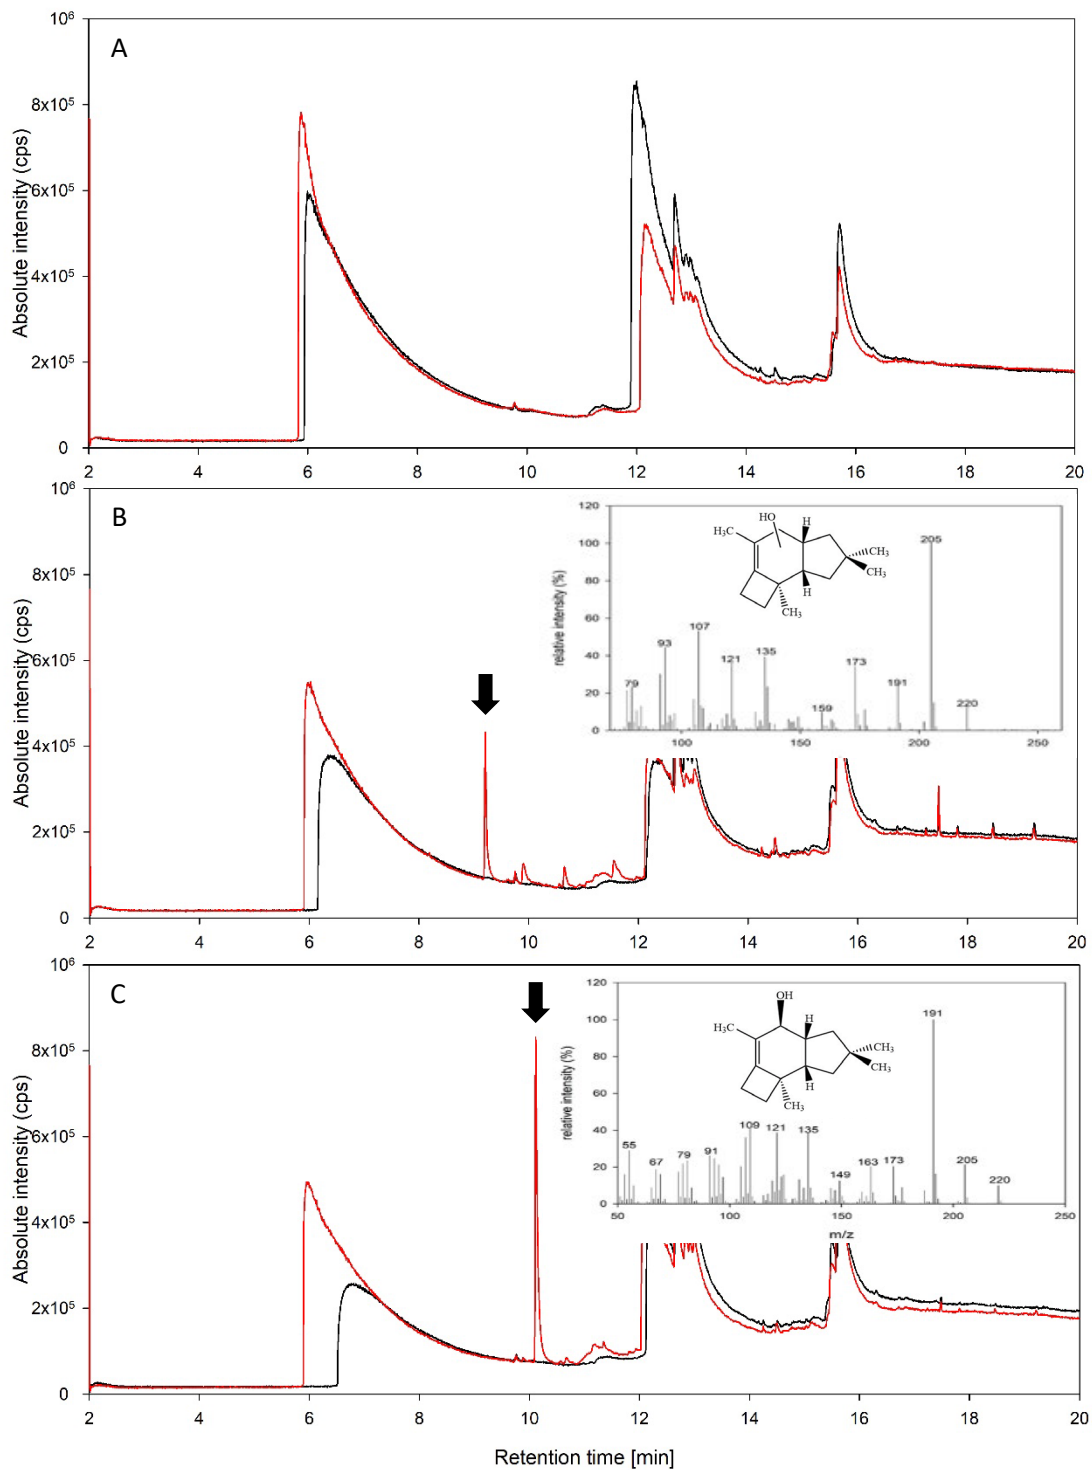 A
Absolute intensity (cps)
10⁶
8x10⁵
6x10⁵
4x10⁵
2x10⁵
0
2 4 6 8 10 12 14 16 18 20
B
Absolute intensity (cps)
10⁶
8x10⁵
6x10⁵
4x10⁵
2x10⁵
0
2 4 6 8 10 12 14 16 18 20
relative intensity (%)
120
100
80
60
40
20
0
100 150 200 250
HO
H
H₃C
CH₃
CH₃
H
CH₃
79 93 107 121 135 159 173 191 205 220
C
Absolute intensity (cps)
10⁶
8x10⁵
6x10⁵
4x10⁵
2x10⁵
0
2 4 6 8 10 12 14 16 18 20
relative intensity (%)
120
100
80
60
40
20
0
50 100 150 200 250
m/z
OH
H
H₃C
CH₃
CH₃
H
CH₃
55 67 79 91 109 121 135 149 163 173 191 205 220
Retention time [min]